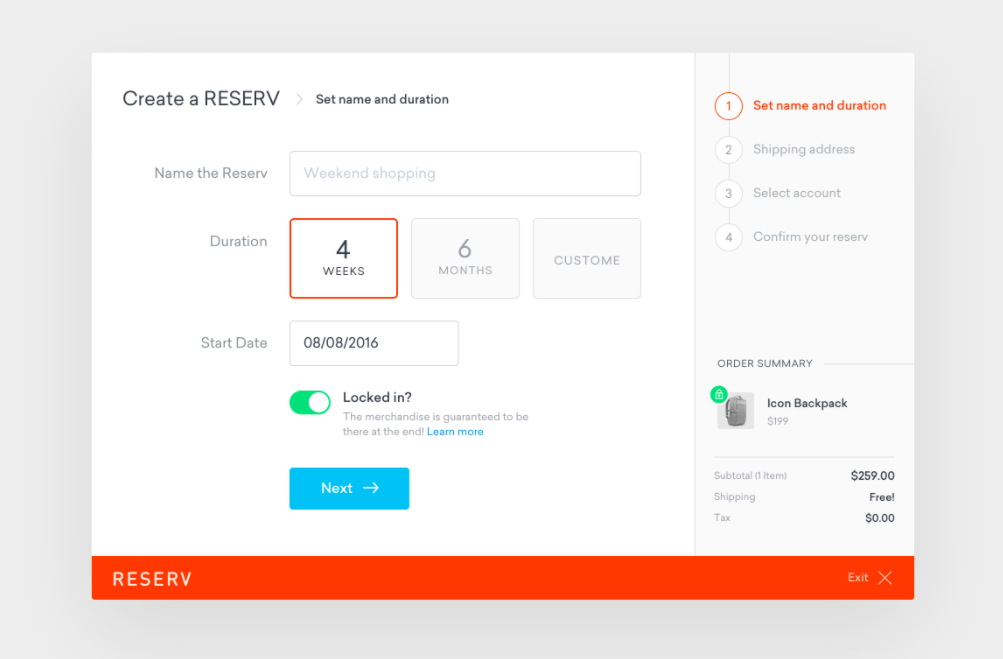 Create a RESERV
Set name and duration
Name the Reserv
Weekend shopping
Duration
4
WEEKS
6
MONTHS
CUSTOME
Start Date
08/08/2016
Locked in?
The merchandise is guaranteed to be
there at the end! Learn more
Next
1 Set name and duration
2 Shipping address
3 Select account
4 Confirm your reserv
ORDER SUMMARY
Icon Backpack
$199
Subtotal (1 Item) $259.00
Shipping Free!
Tax $0.00
RESERV
Exit